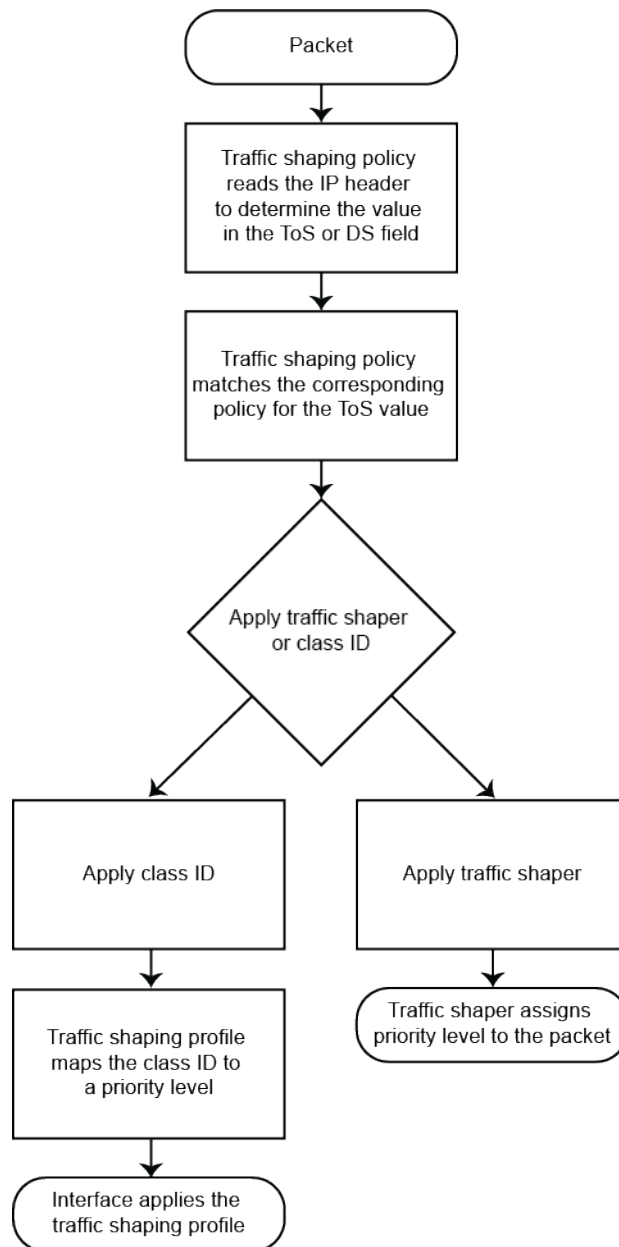 Packet
Traffic shaping policy
reads the IP header
to determine the value
in the ToS or DS field
Traffic shaping policy
matches the corresponding
policy for the ToS value
Apply traffic shaper
or class ID
Apply class ID
Apply traffic shaper
Traffic shaping profile
maps the class ID to
a priority level
Traffic shaper assigns
priority level to the packet
Interface applies the
traffic shaping profile